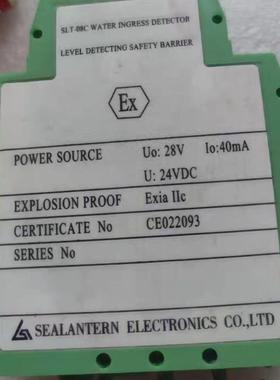 SLT-08C WATER INGRESS DETECTOR
LEVEL DETECTING SAFETY BARRIER
Ex
POWER SOURCE Uo: 28V Io:40mA
U: 24VDC
EXPLOSION PROOF Exia IIc
CERTIFICATE No CE022093
SERIES No
SEALANTERN ELECTRONICS CO.,LTD